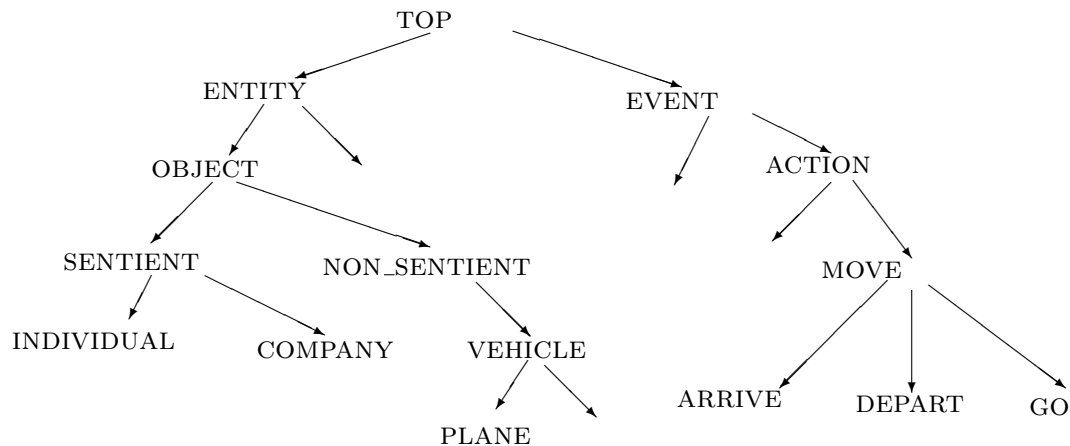 TOP
ENTITY
EVENT
OBJECT
ACTION
SENTIENT
NON_SENTIENT
MOVE
INDIVIDUAL
COMPANY
VEHICLE
ARRIVE
DEPART
GO
PLANE